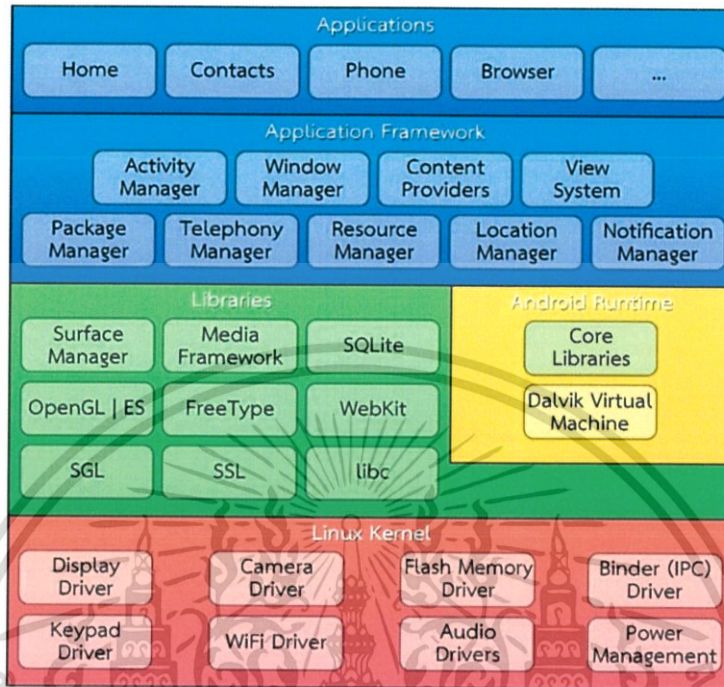 Applications
Home
Contacts
Phone
Browser
...
Application Framework
Activity
Manager
Window
Manager
Content
Providers
View
System
Package
Manager
Telephony
Manager
Resource
Manager
Location
Manager
Notification
Manager
Libraries
Surface
Manager
Media
Framework
SQLite
OpenGL | ES
FreeType
WebKit
SGL
SSL
libc
Android Runtime
Core
Libraries
Dalvik Virtual
Machine
Linux Kernel
Display
Driver
Camera
Driver
Flash Memory
Driver
Binder (IPC)
Driver
Keypad
Driver
WiFi Driver
Audio
Drivers
Power
Management